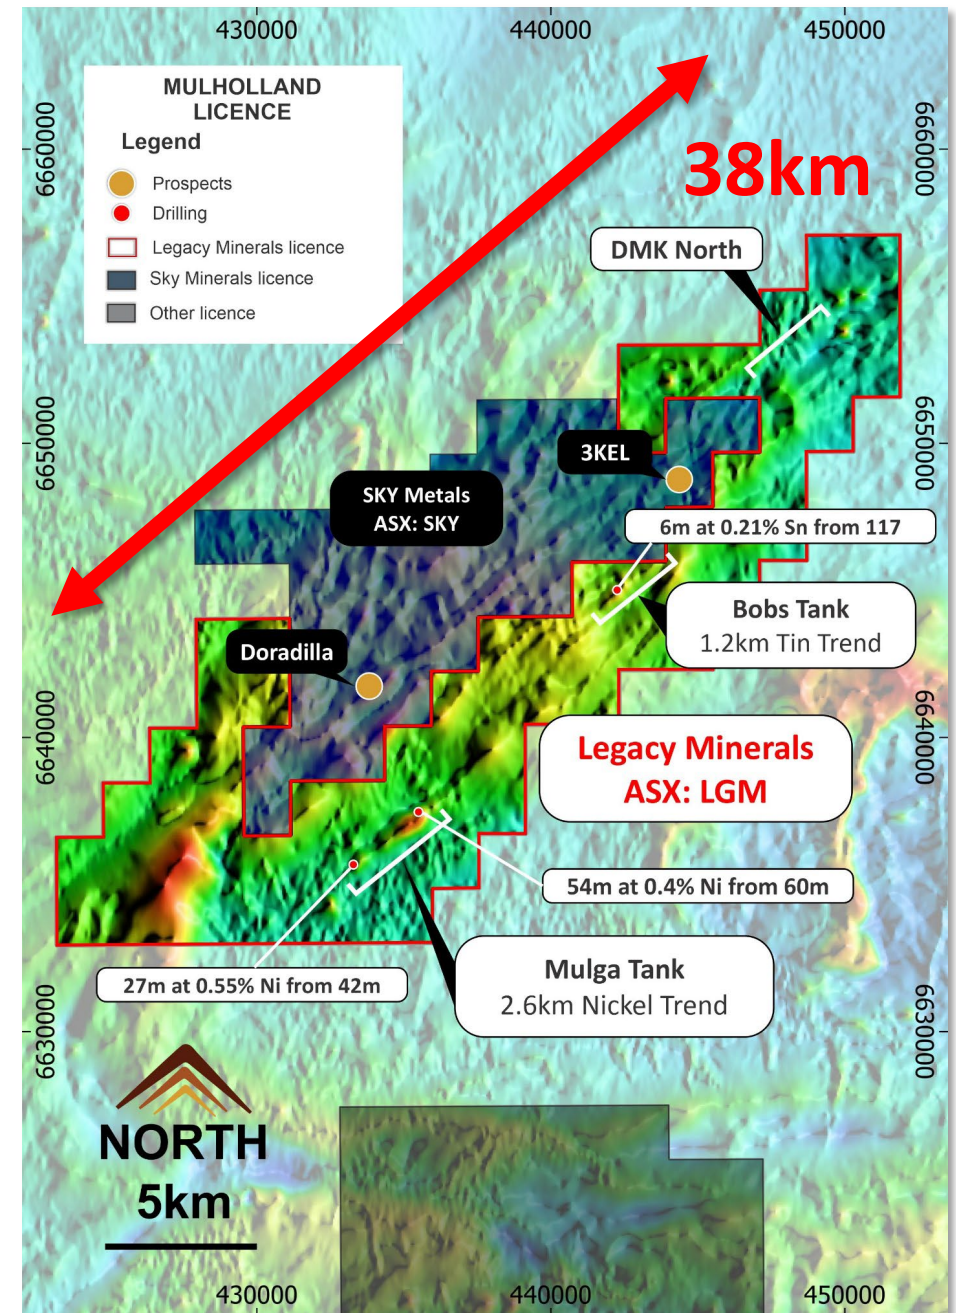 430000
440000
450000
MULHOLLAND
LICENCE
Legend
Prospects
Drilling
Legacy Minerals licence
Sky Minerals licence
Other licence
6660000
6660000
38km
DMK North
6650000
6650000
3KEL
SKY Metals
ASX: SKY
6m at 0.21% Sn from 117
Bobs Tank
1.2km Tin Trend
Doradilla
6640000
6640000
Legacy Minerals
ASX: LGM
54m at 0.4% Ni from 60m
27m at 0.55% Ni from 42m
Mulga Tank
2.6km Nickel Trend
6630000
6630000
NORTH
5km
430000
440000
450000